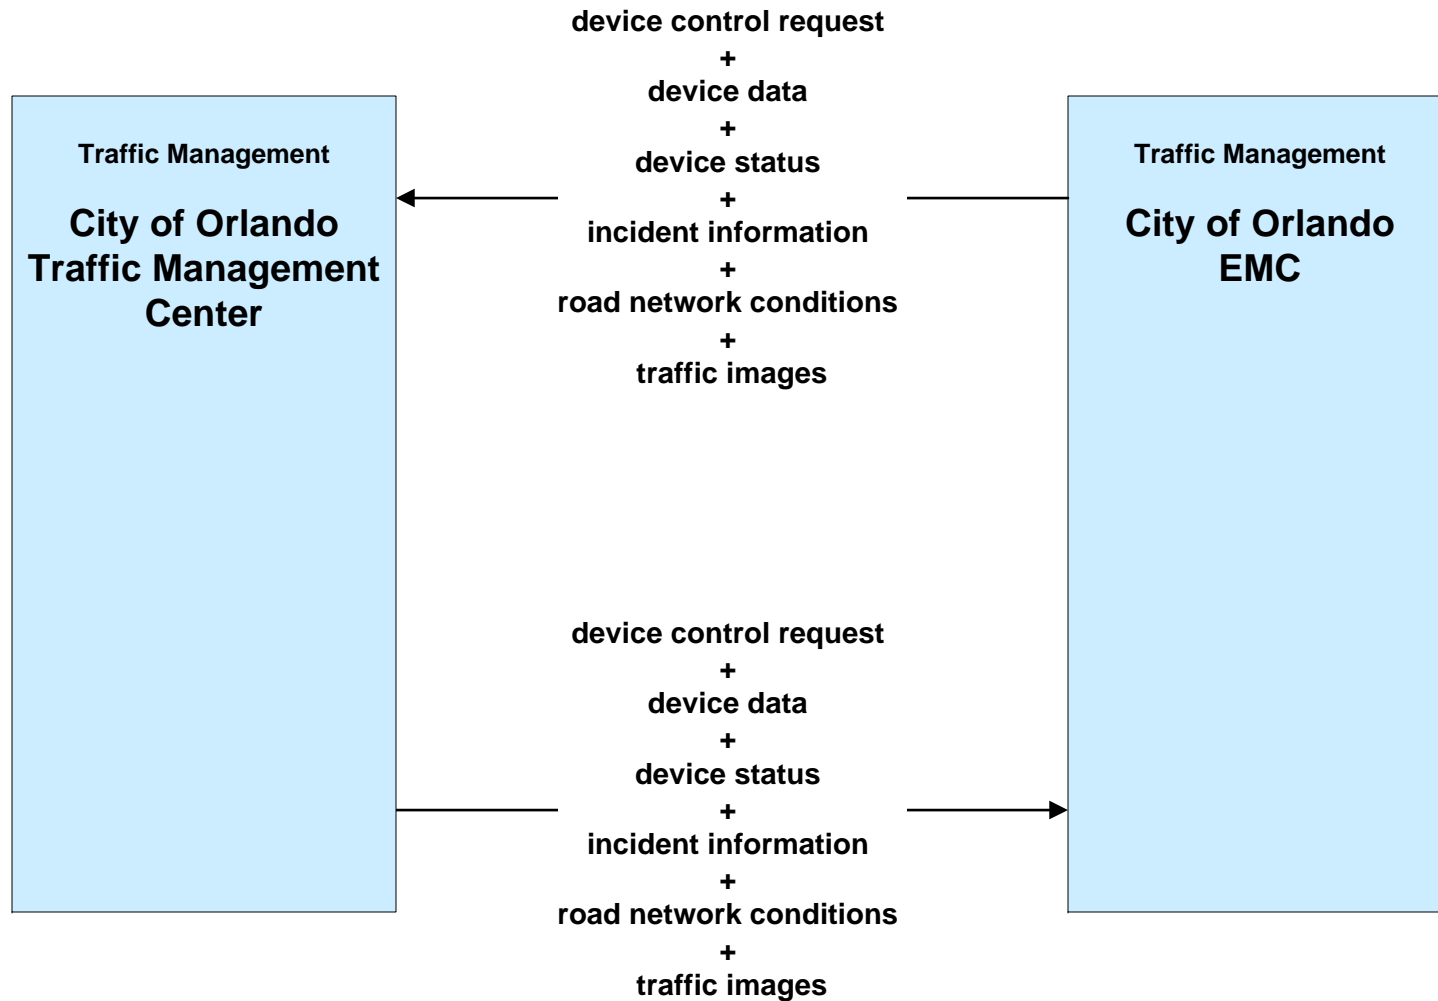 device control request
+
device data
+
device status
+
incident information
+
road network conditions
+
traffic images
Traffic Management
City of Orlando
Traffic Management
Center
Traffic Management
City of Orlando
EMC
device control request
+
device data
+
device status
+
incident information
+
road network conditions
+
traffic images